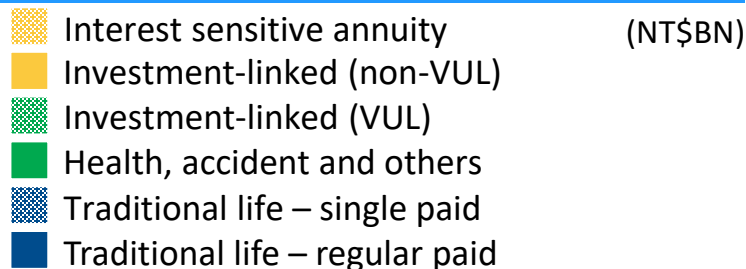 Interest sensitive annuity (NT$BN)
Investment-linked (non-VUL)
Investment-linked (VUL)
Health, accident and others
Traditional life – single paid
Traditional life – regular paid